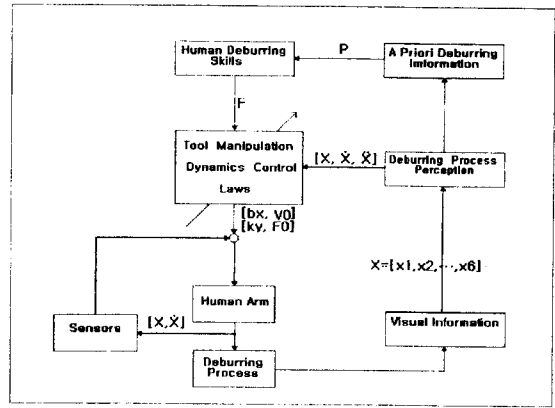 Human Deburring
Skills
P
A Priori Deburring
Imformation
F
Tool Manipulation
Dynamics Control
Laws
[X, Ẋ, Ẍ]
Deburring Process
Perception
[bx, V0]
[ky, F0]
X=[x1,x2,···,x6]
Human Arm
Sensors
[X,Ẋ]
Visual Information
Deburring
Process